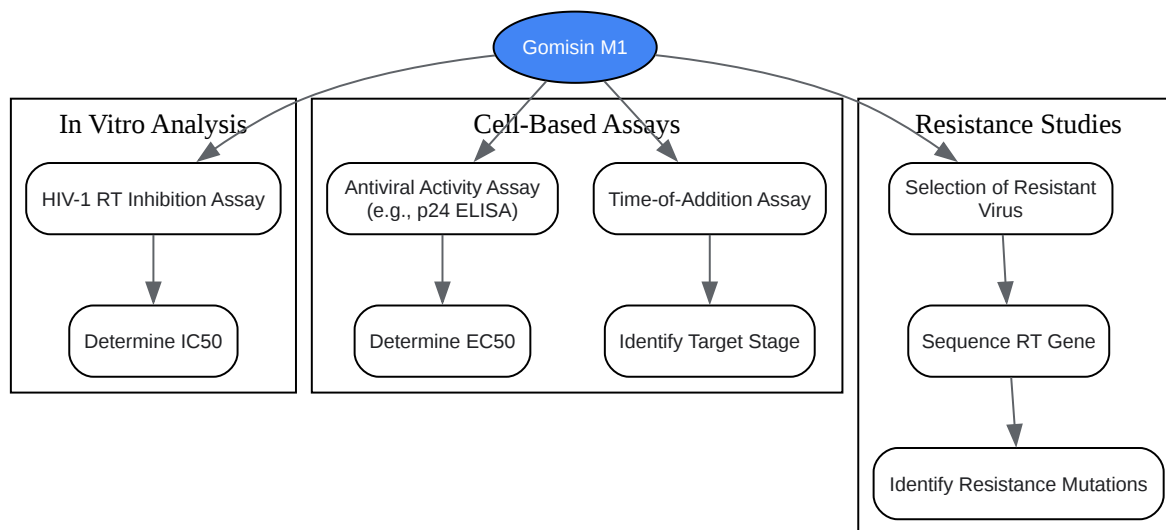 Gomisin M1
In Vitro Analysis
Cell-Based Assays
Resistance Studies
HIV-1 RT Inhibition Assay
Antiviral Activity Assay
(e.g., p24 ELISA)
Time-of-Addition Assay
Selection of Resistant
Virus
Determine IC50
Determine EC50
Identify Target Stage
Sequence RT Gene
Identify Resistance Mutations